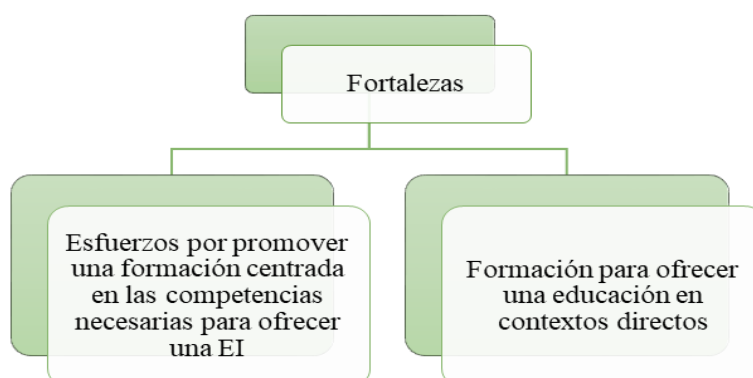 Fortalezas
Esfuerzos por promover
una formación centrada
en las competencias
necesarias para ofrecer
una EI
Formación para ofrecer
una educación en
contextos directos